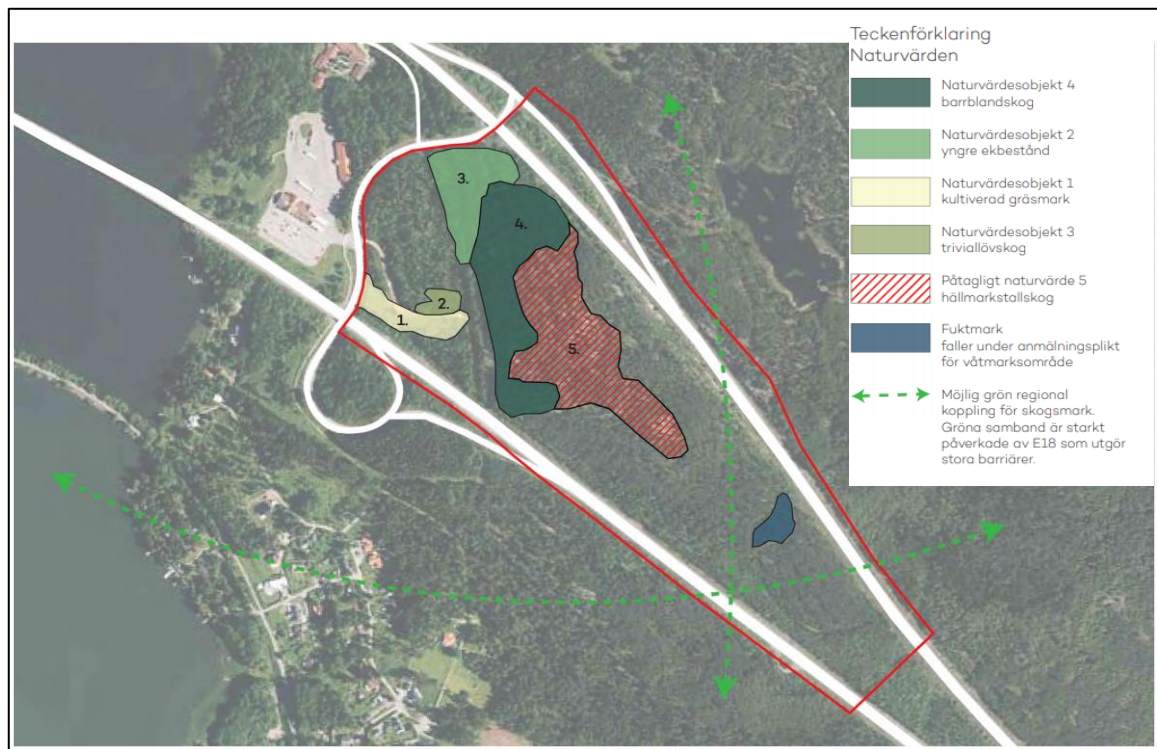 Teckenförklaring
Naturvärden
Naturvärdesobjekt 4
barrblandskog
Naturvärdesobjekt 2
yngre ekbestånd
Naturvärdesobjekt 1
kultiverad gräsmark
Naturvärdesobjekt 3
triviallövskog
Påtagligt naturvärde 5
hällmarkstallskog
Fuktmark
faller under anmälningsplikt
för våtmarksområde
Möjlig grön regional
koppling för skogsmark.
Gröna samband är starkt
påverkade av E18 som utgör
stora barriärer.
3.
4.
2.
1.
5.